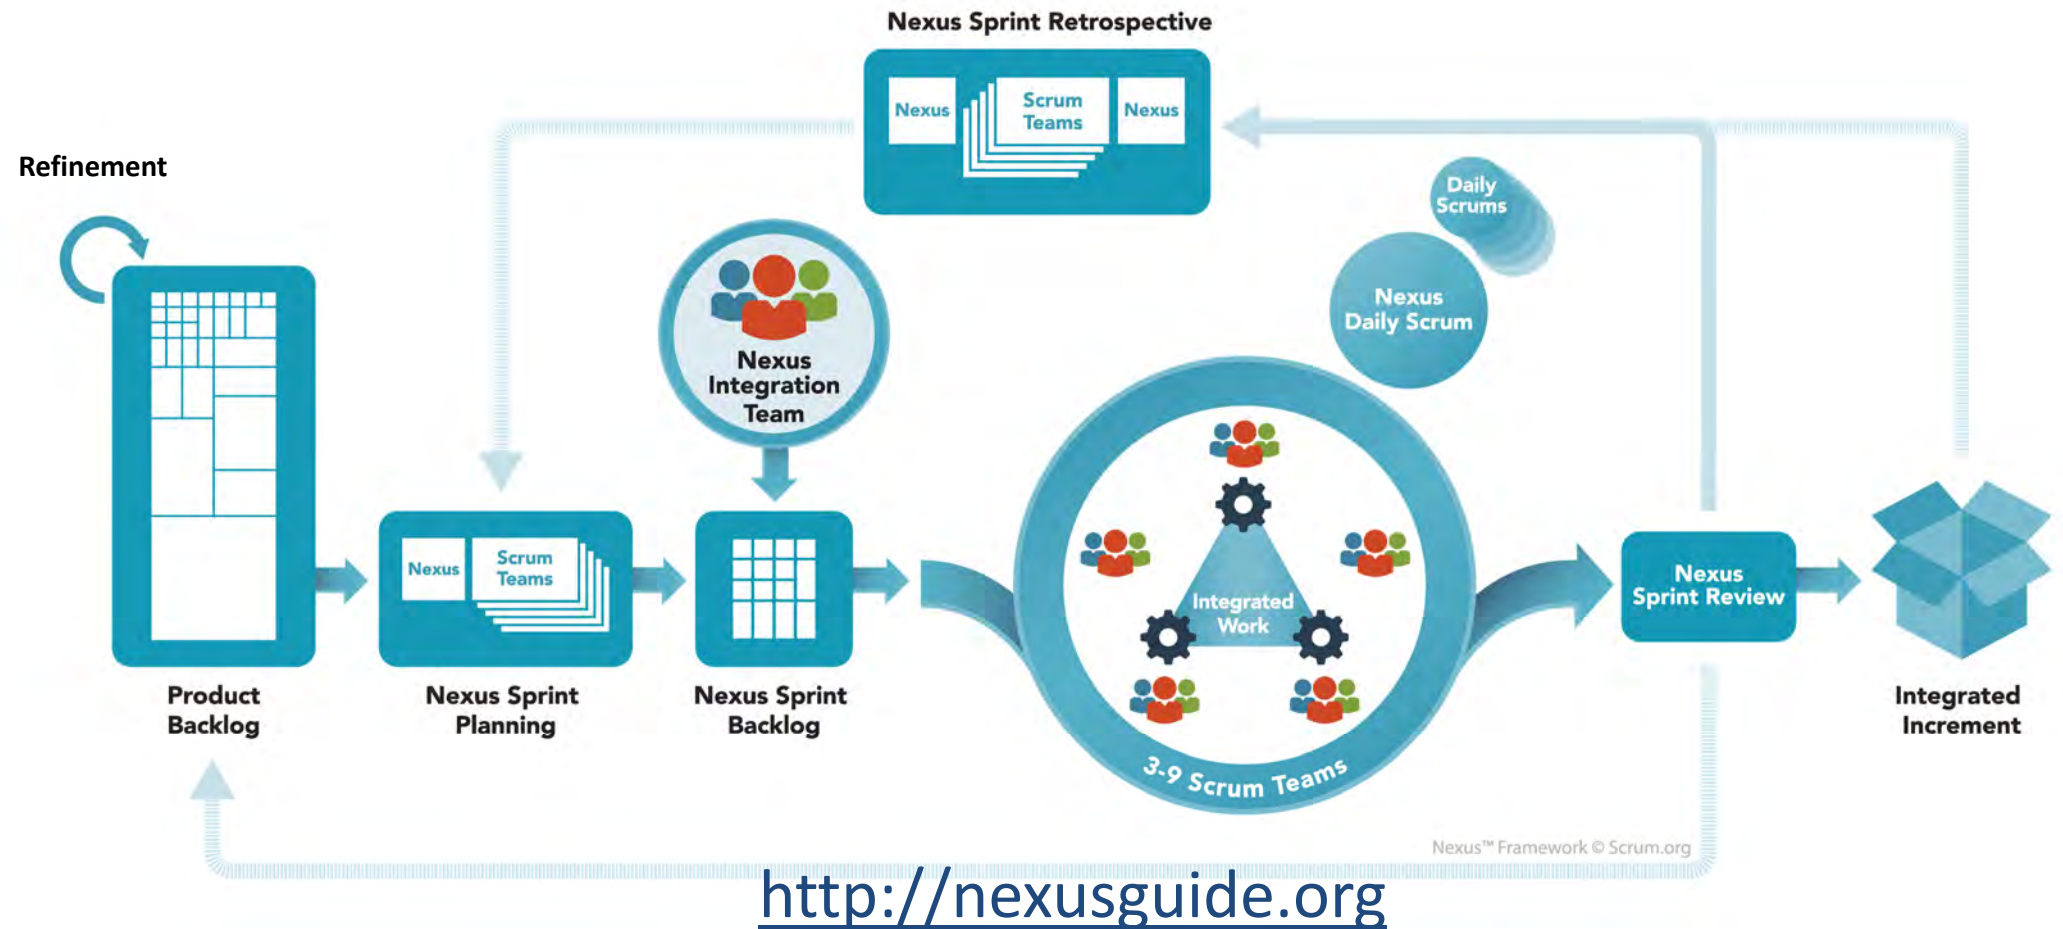 Nexus Sprint Retrospective
Nexus
Scrum
Teams
Nexus
Refinement
Daily
Scrums
Nexus
Daily Scrum
Nexus
Integration
Team
Nexus
Scrum
Teams
Integrated
Work
Nexus
Sprint Review
Product
Backlog
Nexus Sprint
Planning
Nexus Sprint
Backlog
3-9 Scrum Teams
Integrated
Increment
Nexus™ Framework © Scrum.org
http://nexusguide.org